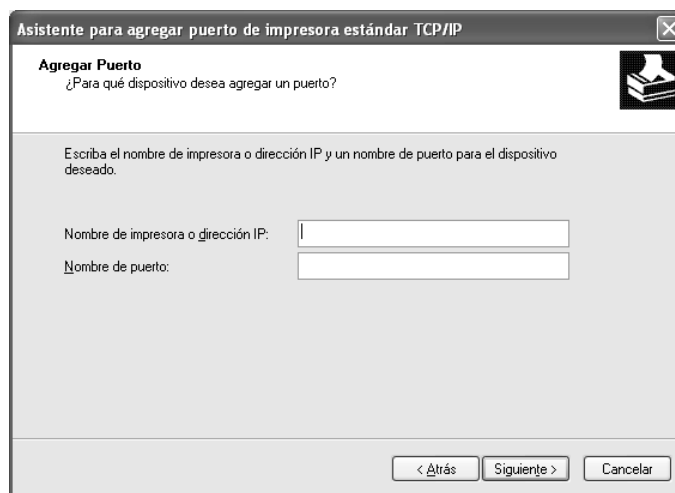 Asistente para agregar puerto de impresora estándar TCP/IP
Agregar Puerto
¿Para qué dispositivo desea agregar un puerto?
Escriba el nombre de impresora o dirección IP y un nombre de puerto para el dispositivo
deseado.
Nombre de impresora o dirección IP:
Nombre de puerto:
< Atrás Siguiente > Cancelar